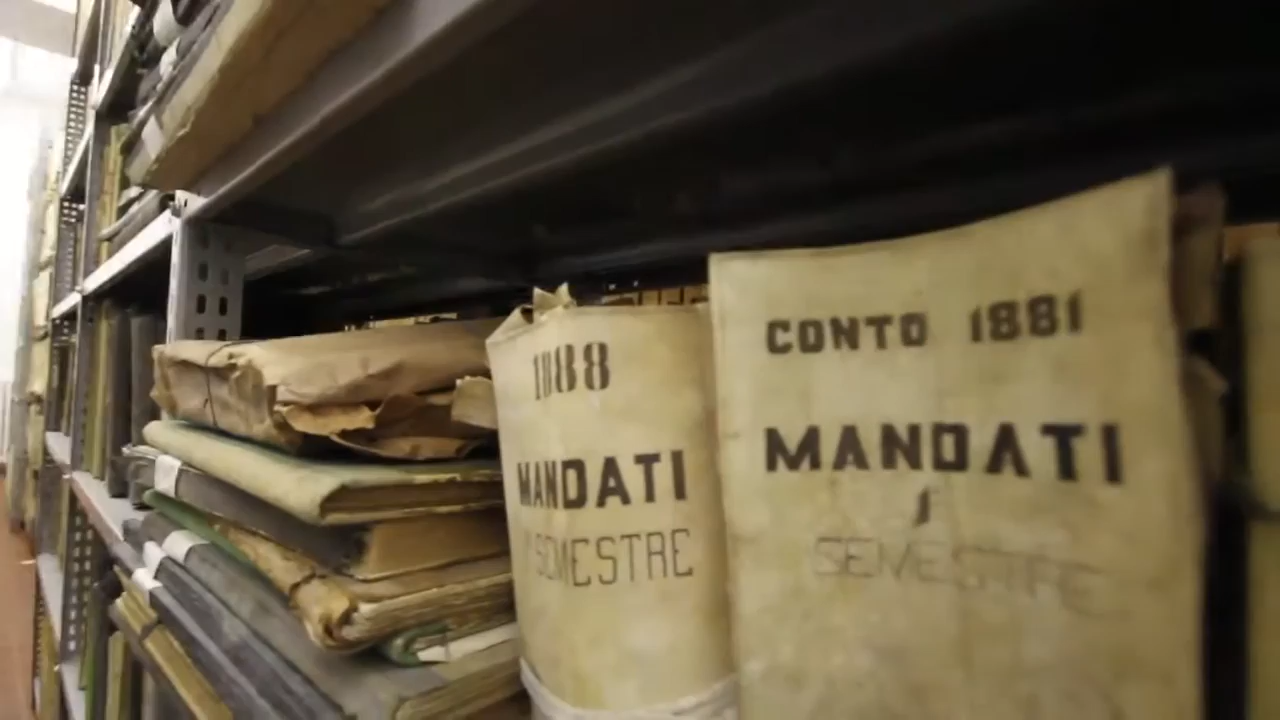 1888
MANDATI
SEMESTRE
CONTO 1881
MANDATI
I
SEMESTRE